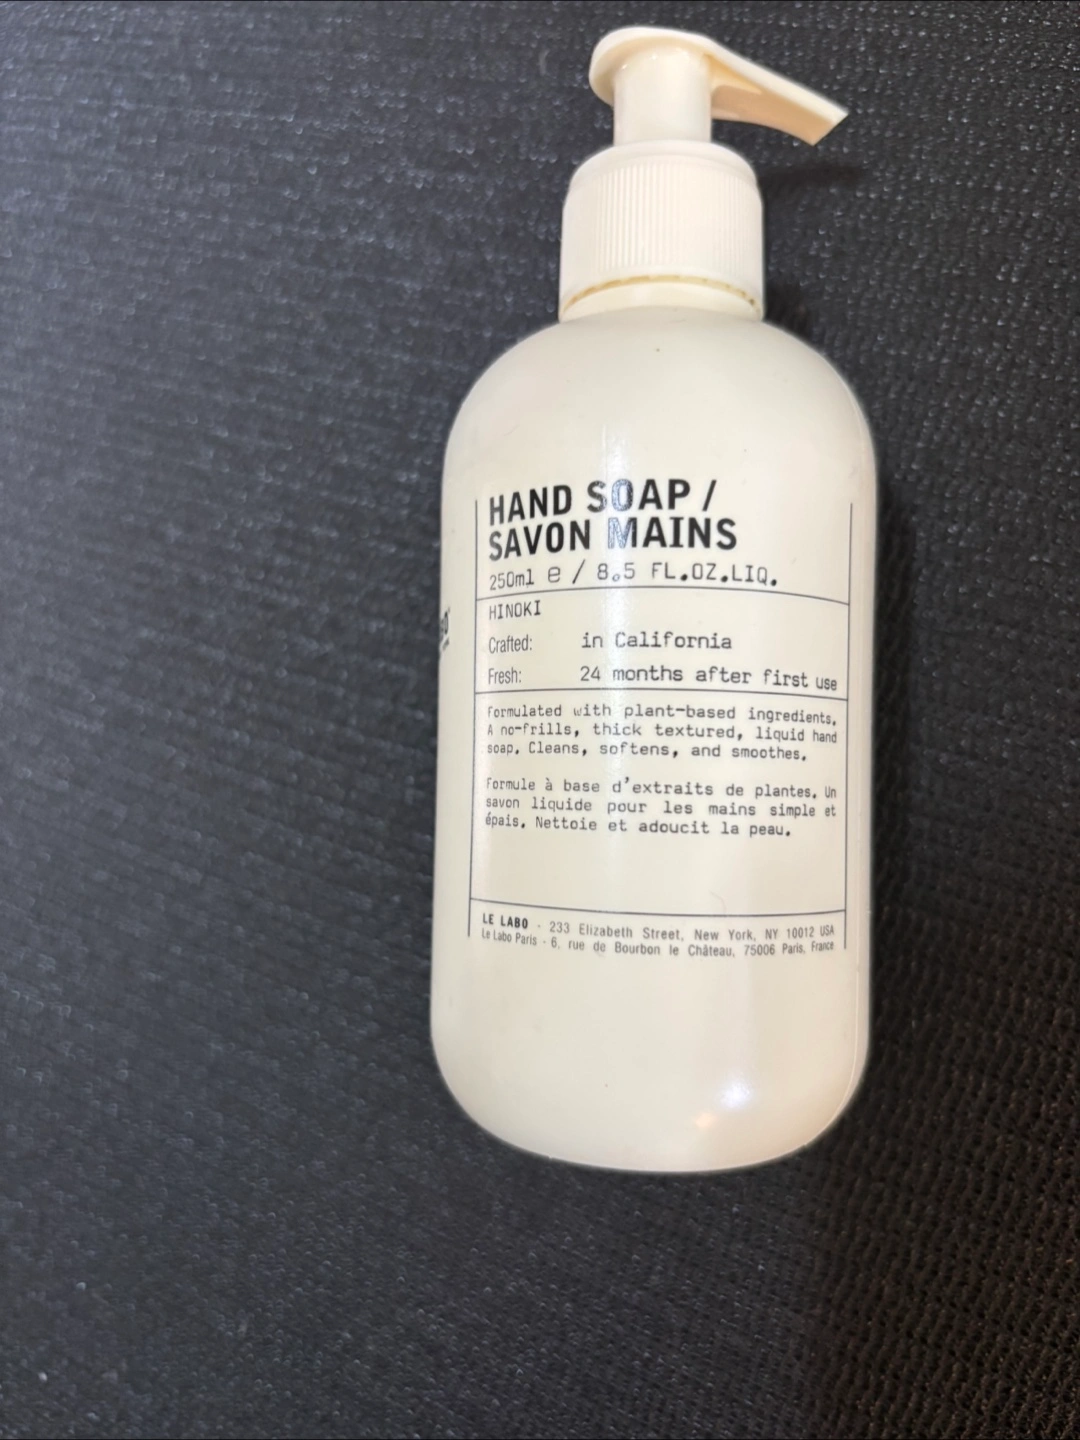 HAND SOAP /
SAVON MAINS
250ml e / 8.5 FL.OZ.LIQ.
HINOKI
Crafted: in California
Fresh: 24 months after first use
Formulated with plant-based ingredients.
A no-frills, thick textured, liquid hand
soap. Cleans, softens, and smoothes.
Formule à base d'extraits de plantes. Un
savon liquide pour les mains simple et
épais. Nettoie et adoucit la peau.
LE LABO - 233 Elizabeth Street, New York, NY 10012 USA
Le Labo Paris - 6, rue de Bourbon le Château, 75006 Paris, France